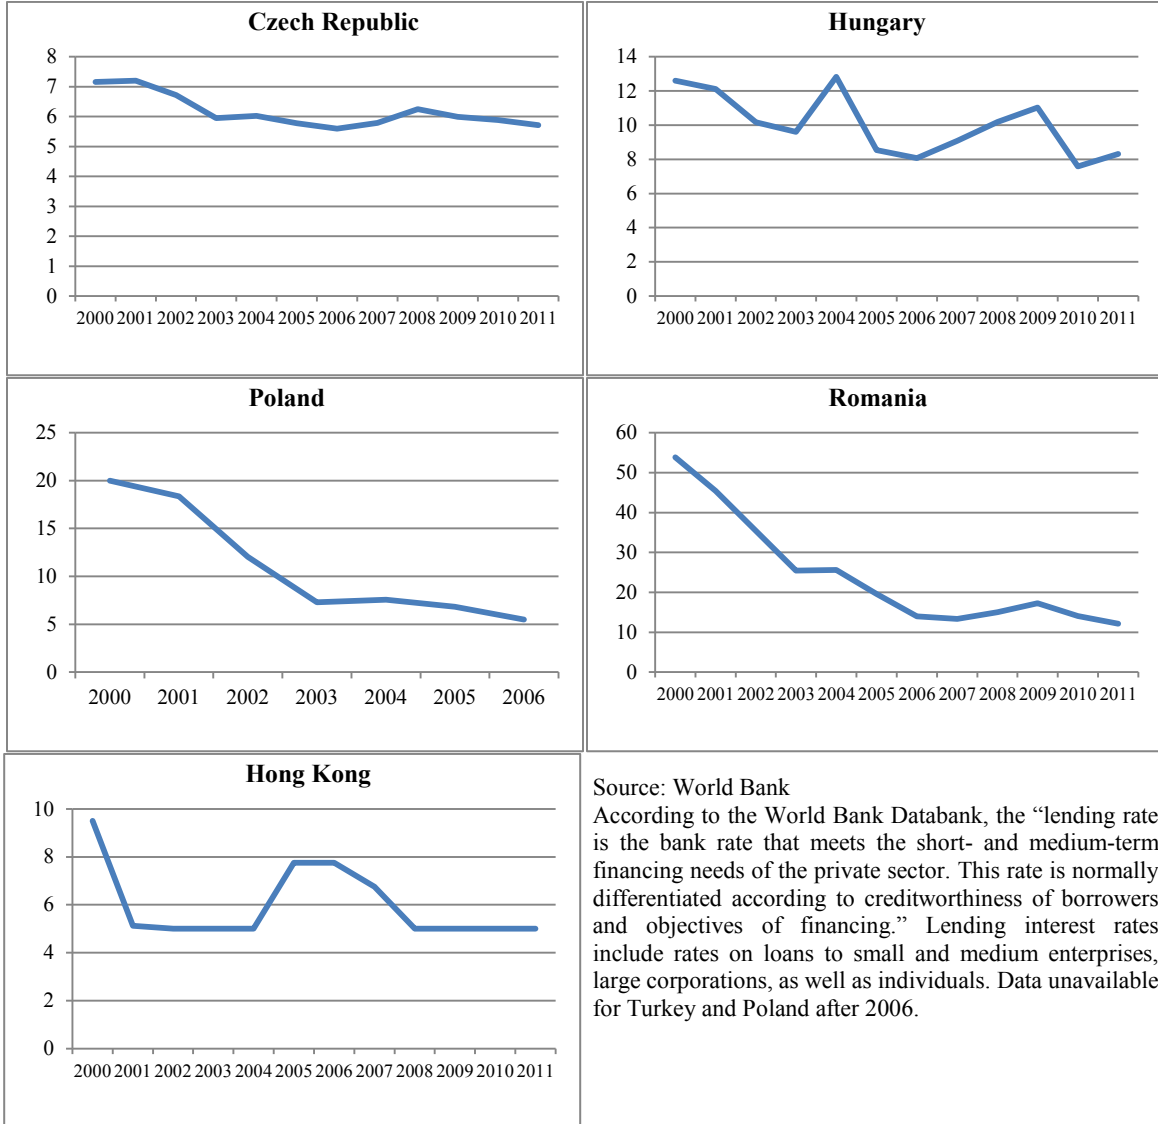 Czech Republic
8
7
6
5
4
3
2
1
0
2000 2001 2002 2003 2004 2005 2006 2007 2008 2009 2010 2011
Hungary
14
12
10
8
6
4
2
0
2000 2001 2002 2003 2004 2005 2006 2007 2008 2009 2010 2011
Poland
25
20
15
10
5
0
2000 2001 2002 2003 2004 2005 2006
Romania
60
50
40
30
20
10
0
2000 2001 2002 2003 2004 2005 2006 2007 2008 2009 2010 2011
Hong Kong
10
8
6
4
2
0
2000 2001 2002 2003 2004 2005 2006 2007 2008 2009 2010 2011
Source: World Bank
According to the World Bank Databank, the “lending rate
is the bank rate that meets the short- and medium-term
financing needs of the private sector. This rate is normally
differentiated according to creditworthiness of borrowers
and objectives of financing.” Lending interest rates
include rates on loans to small and medium enterprises,
large corporations, as well as individuals. Data unavailable
for Turkey and Poland after 2006.